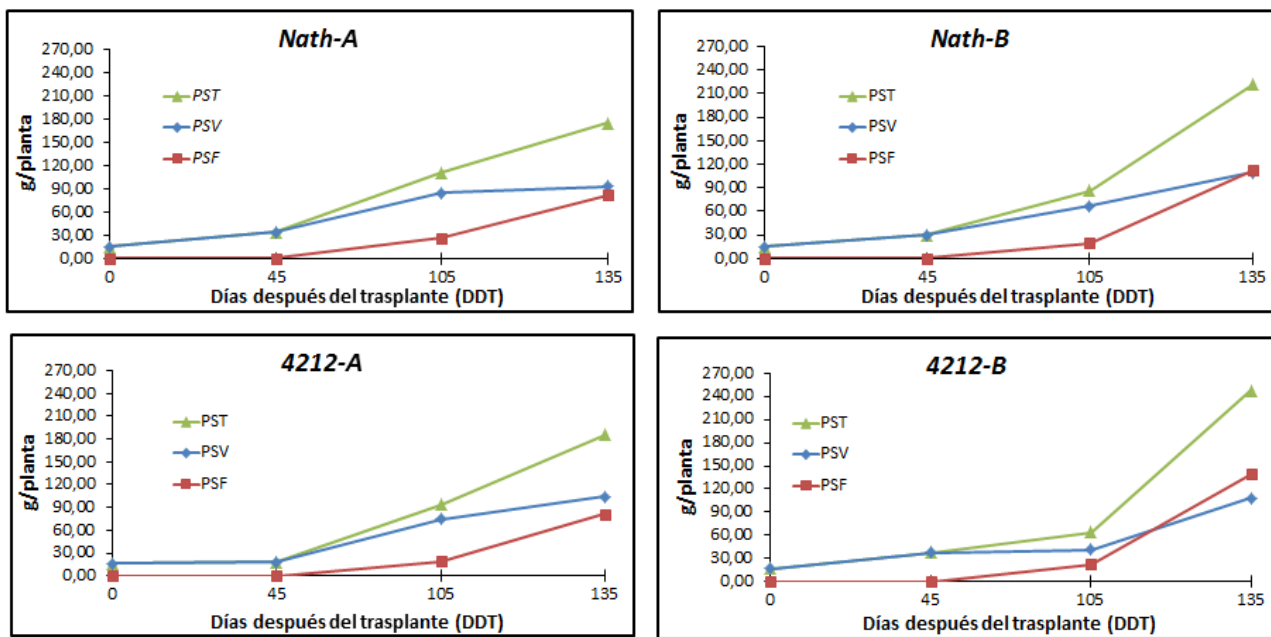 Nath-A
270,00
240,00
210,00
180,00
150,00
120,00
90,00
60,00
30,00
0,00
g/planta
PST
PSV
PSF
0 45 105 135
Días después del trasplante (DDT)
Nath-B
270,00
240,00
210,00
180,00
150,00
120,00
90,00
60,00
30,00
0,00
g/planta
PST
PSV
PSF
0 45 105 135
Días después del trasplante (DDT)
4212-A
270,00
240,00
210,00
180,00
150,00
120,00
90,00
60,00
30,00
0,00
g/planta
PST
PSV
PSF
0 45 105 135
Días después del trasplante (DDT)
4212-B
270,00
240,00
210,00
180,00
150,00
120,00
90,00
60,00
30,00
0,00
g/planta
PST
PSV
PSF
0 45 105 135
Días después del trasplante (DDT)